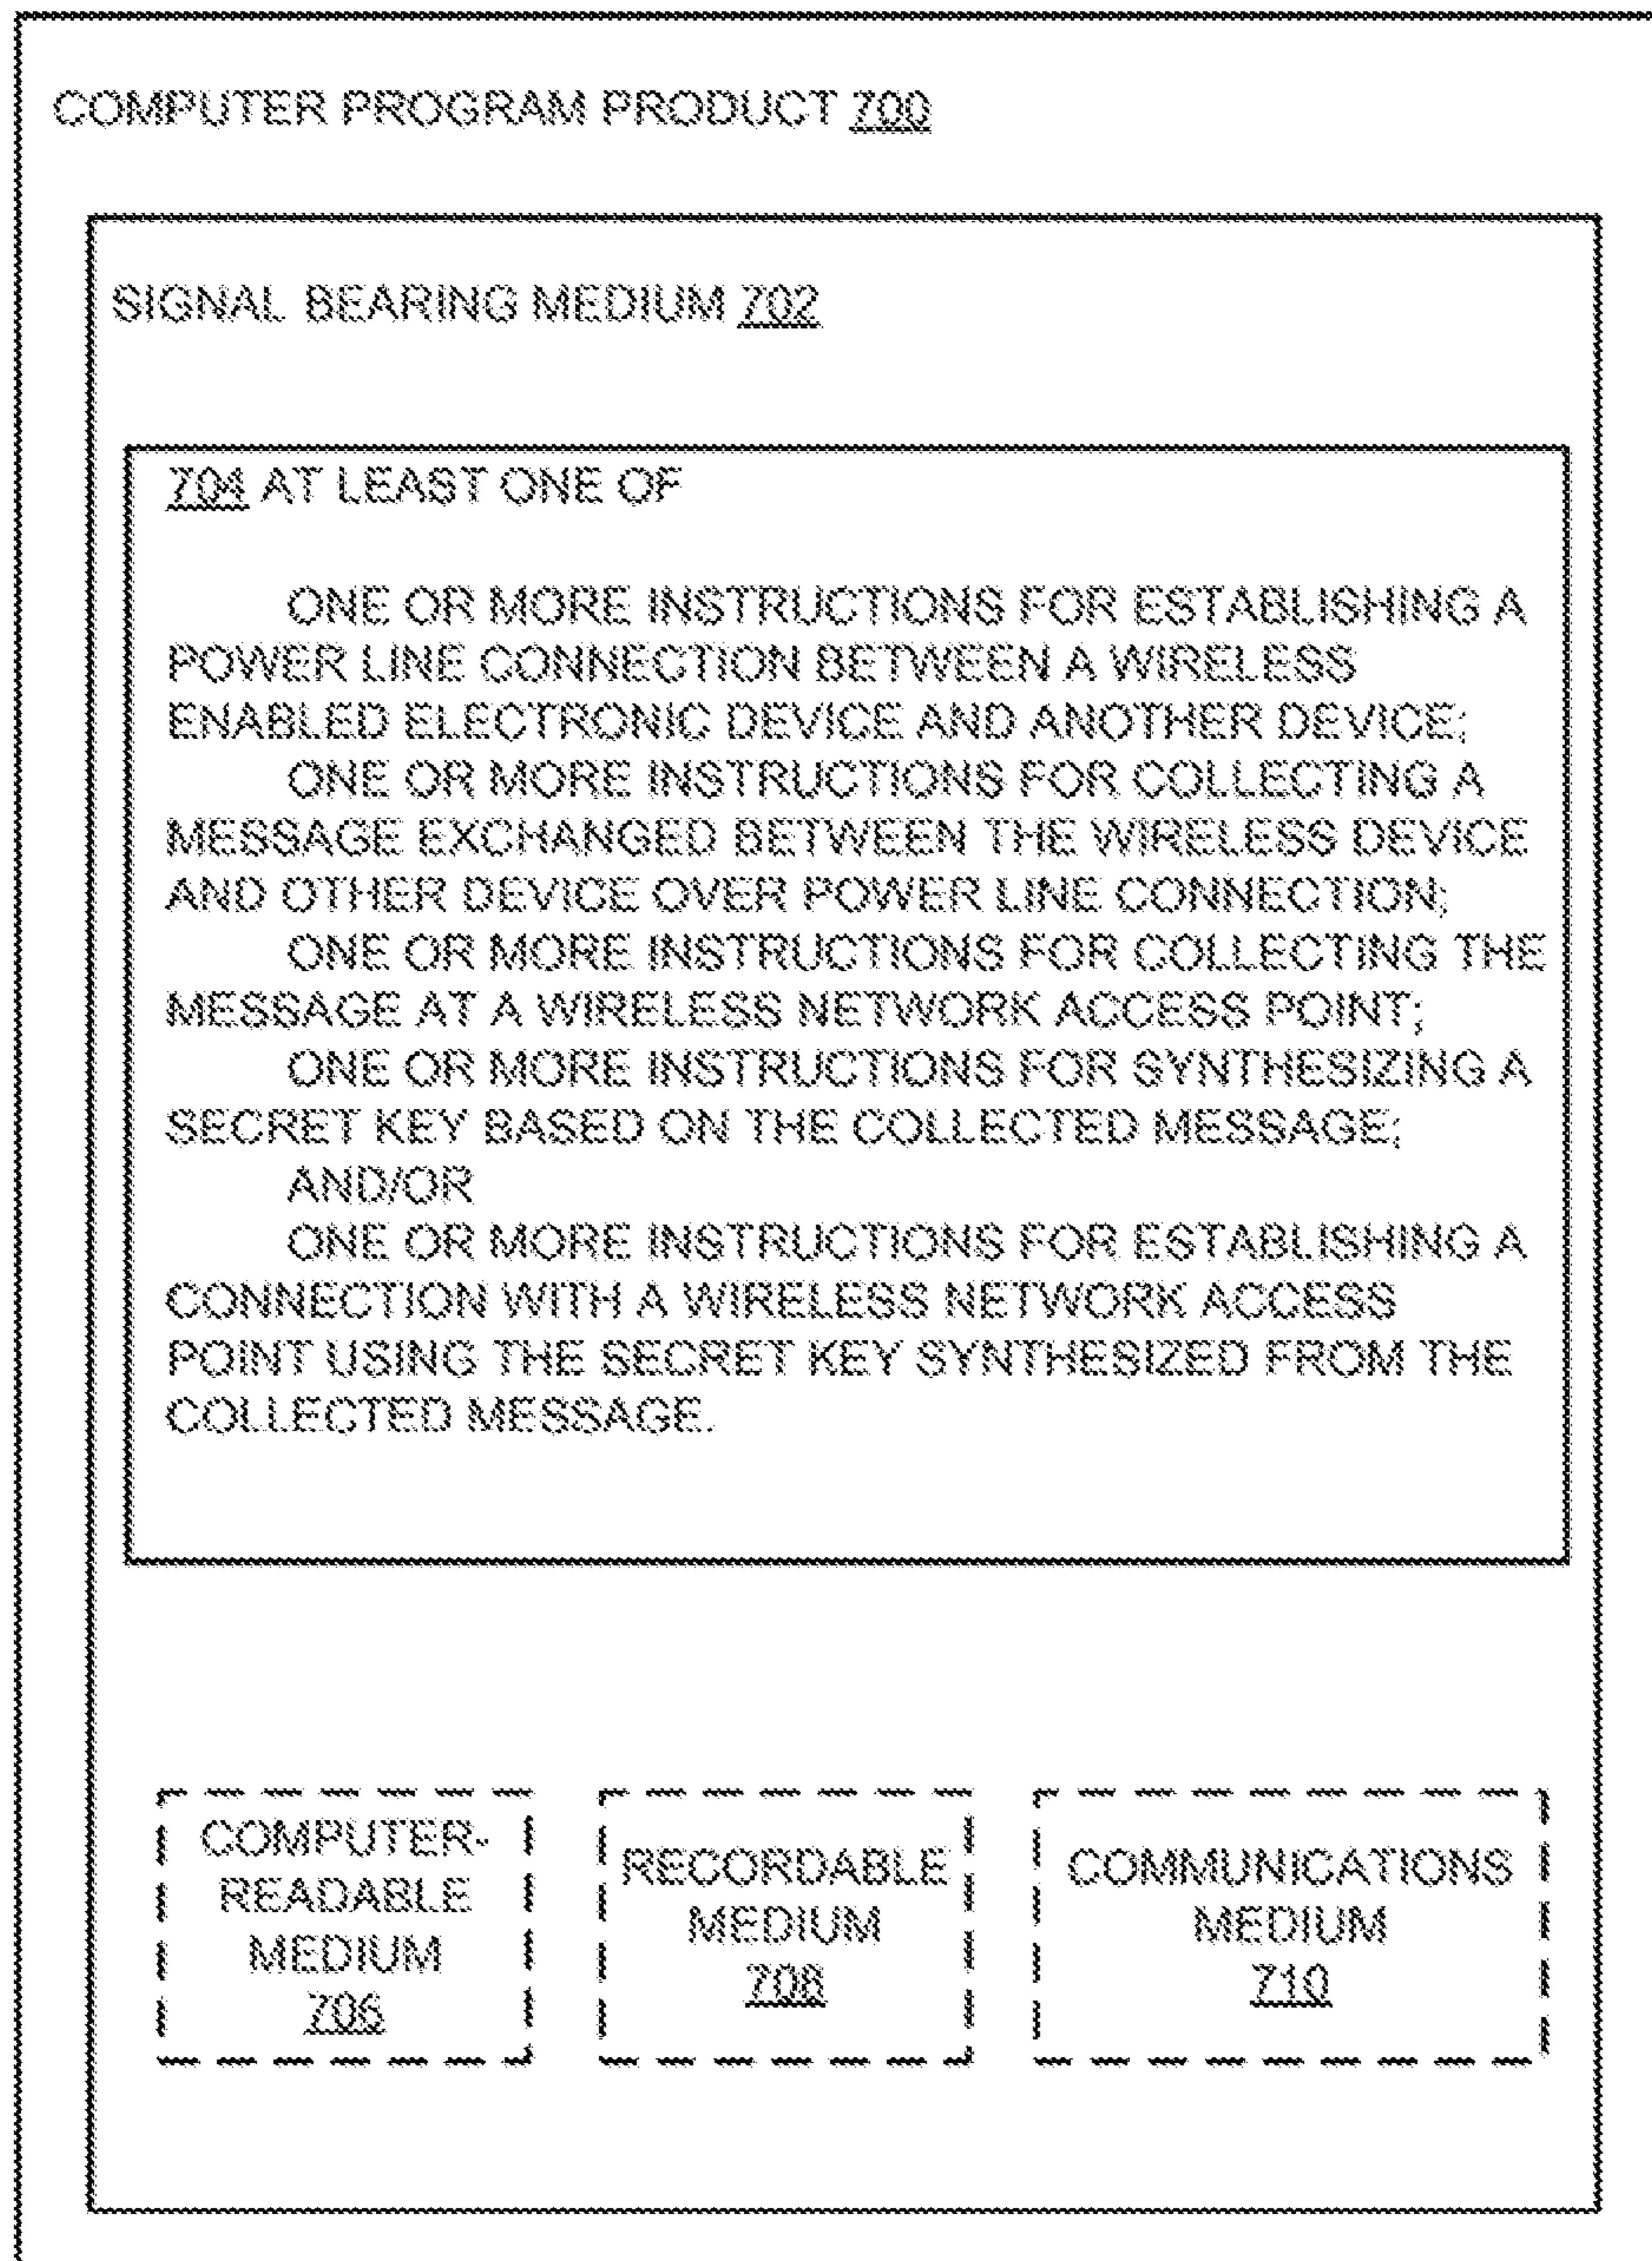 COMPUTER PROGRAM PRODUCT 700
SIGNAL BEARING MEDIUM 702
704 AT LEAST ONE OF
ONE OR MORE INSTRUCTIONS FOR ESTABLISHING A
POWER LINE CONNECTION BETWEEN A WIRELESS
ENABLED ELECTRONIC DEVICE AND ANOTHER DEVICE;
ONE OR MORE INSTRUCTIONS FOR COLLECTING A
MESSAGE EXCHANGED BETWEEN THE WIRELESS DEVICE
AND OTHER DEVICE OVER POWER LINE CONNECTION;
ONE OR MORE INSTRUCTIONS FOR COLLECTING THE
MESSAGE AT A WIRELESS NETWORK ACCESS POINT;
ONE OR MORE INSTRUCTIONS FOR SYNTHESIZING A
SECRET KEY BASED ON THE COLLECTED MESSAGE;
AND/OR
ONE OR MORE INSTRUCTIONS FOR ESTABLISHING A
CONNECTION WITH A WIRELESS NETWORK ACCESS
POINT USING THE SECRET KEY SYNTHESIZED FROM THE
COLLECTED MESSAGE.
COMPUTER-
READABLE
MEDIUM
706
RECORDABLE
MEDIUM
708
COMMUNICATIONS
MEDIUM
710